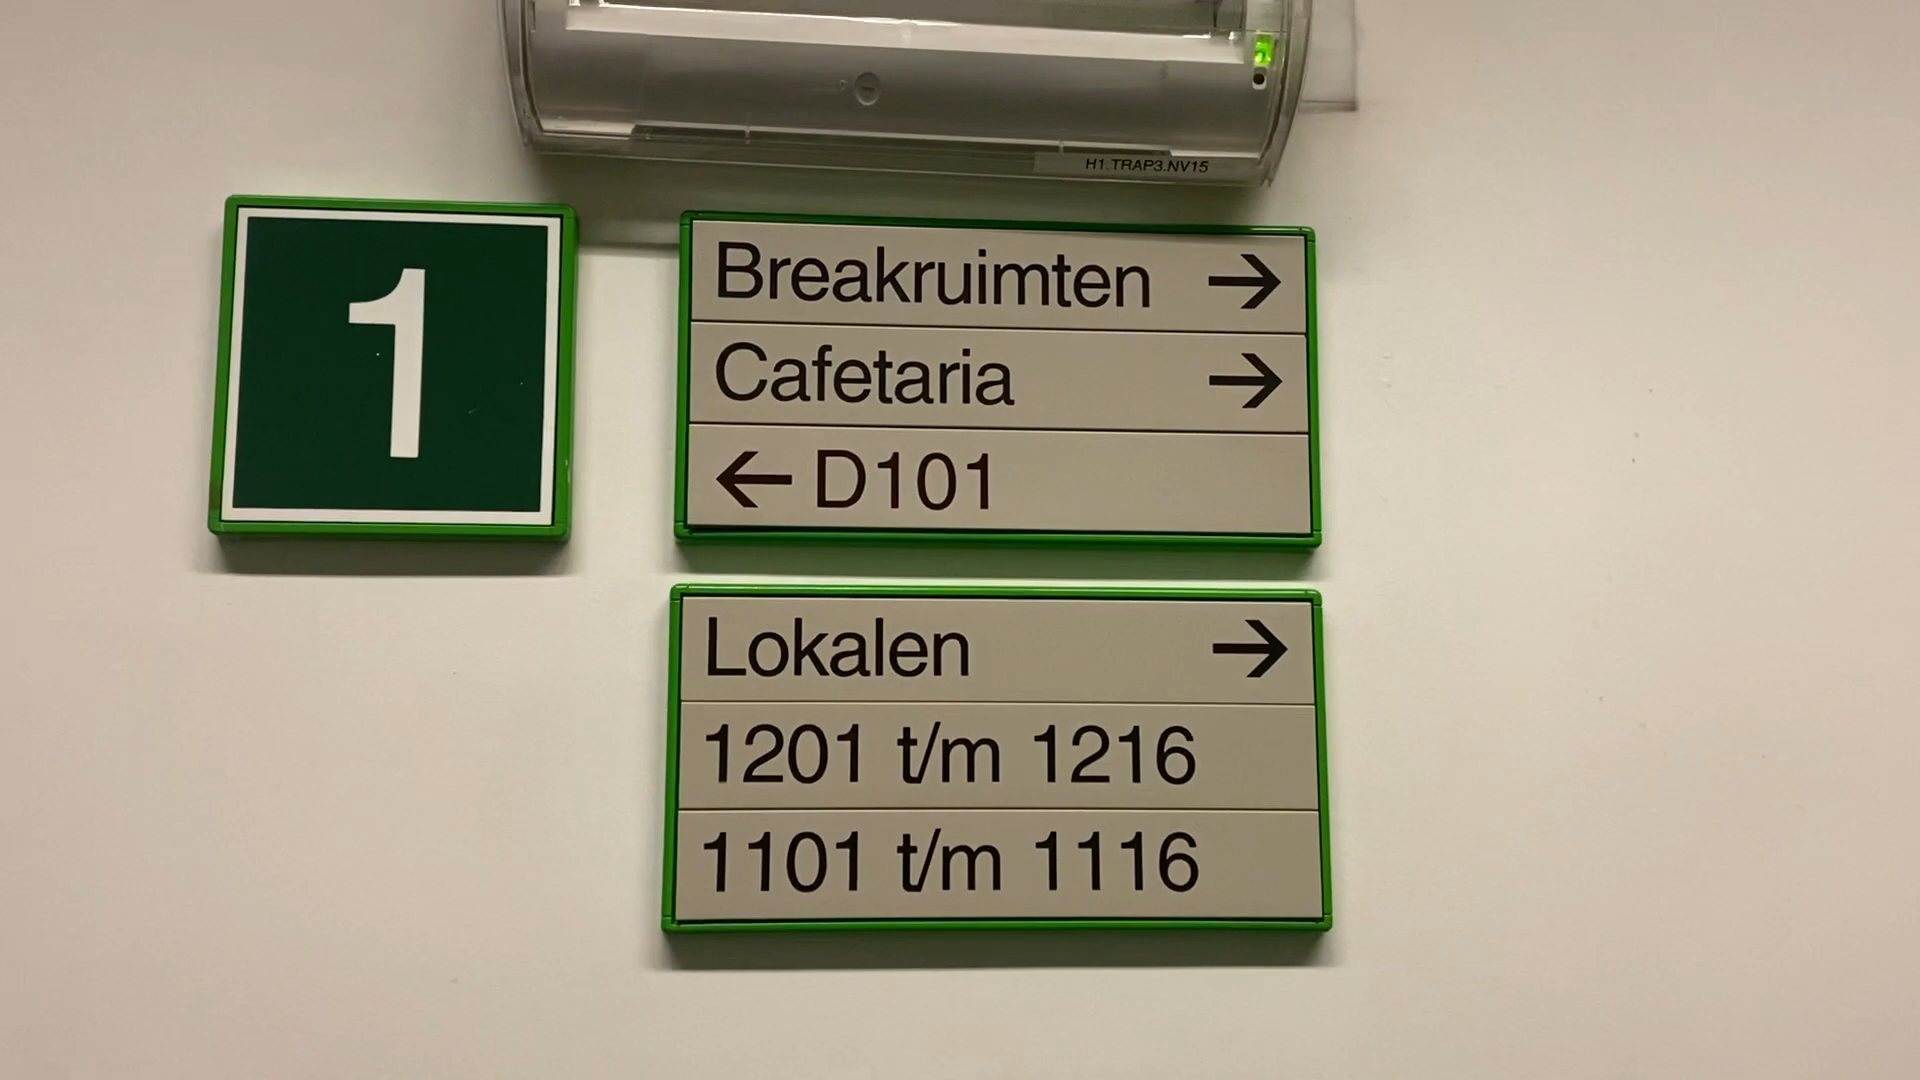 H1.TRAP3.NV15
1
Breakruimten →
Cafetaria →
← D101
Lokalen →
1201 t/m 1216
1101 t/m 1116